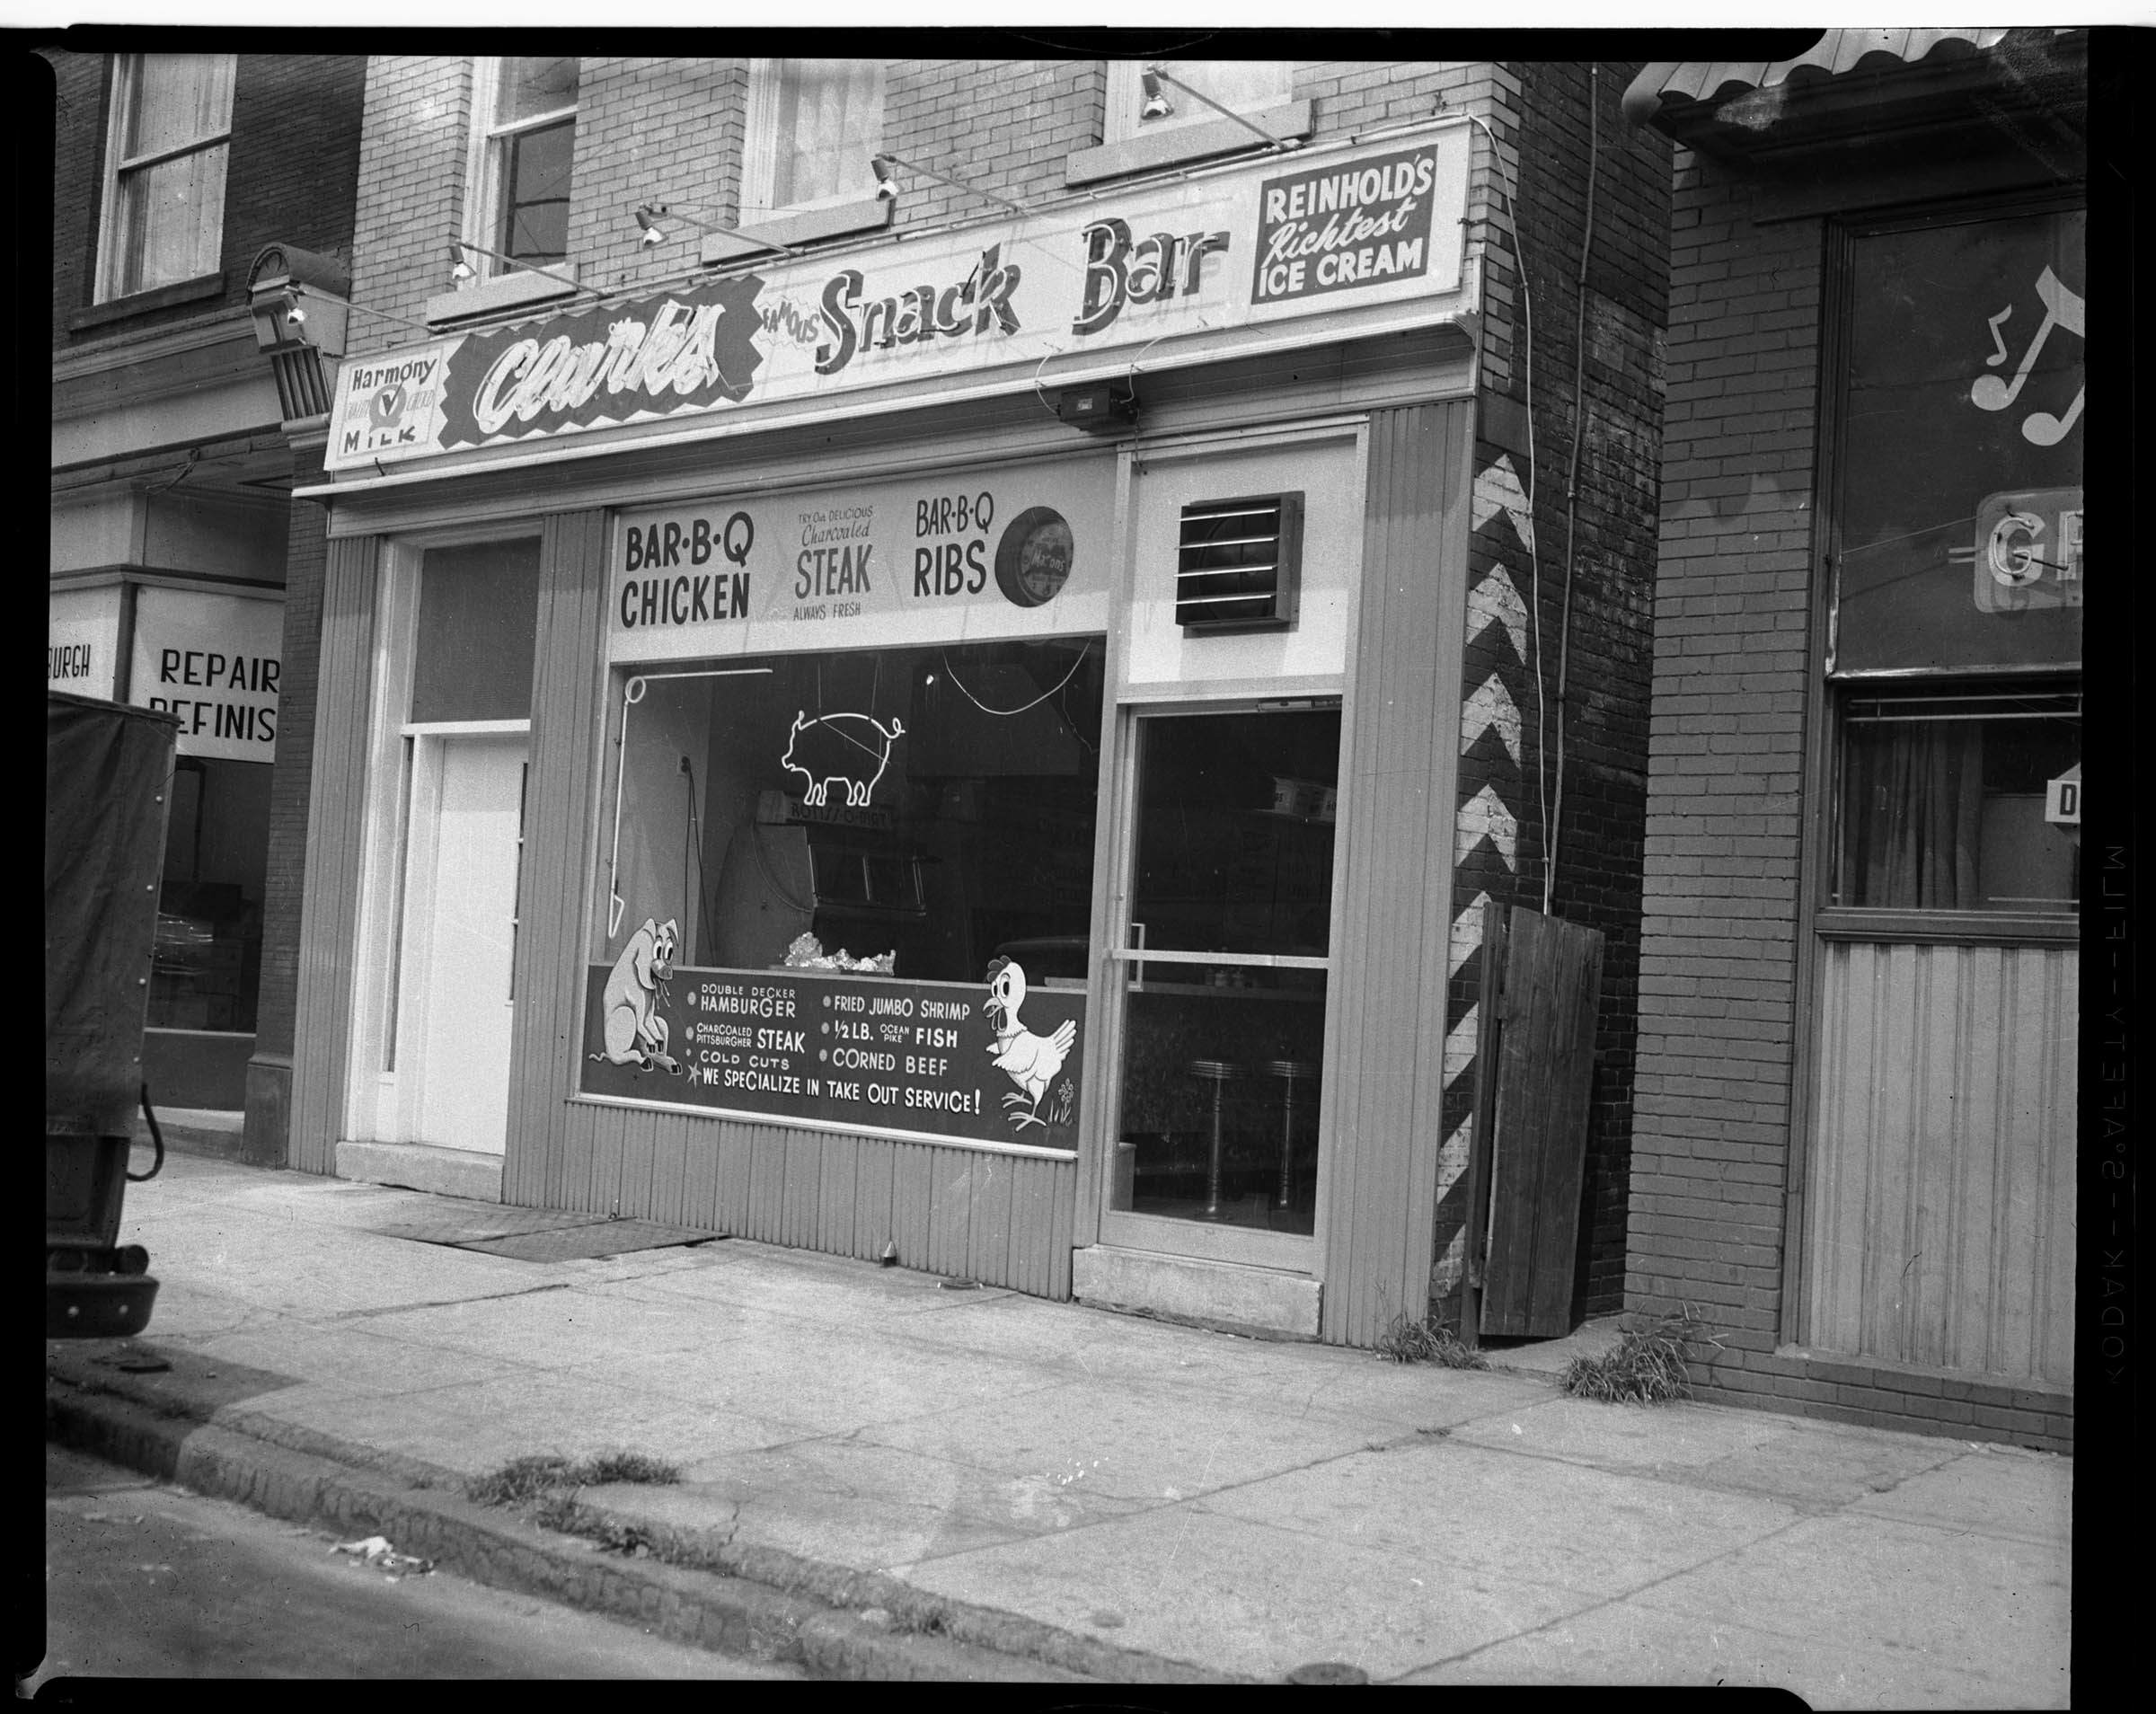 Harmony
MILK
Clark's
FAMOUS
Snack Bar
REINHOLD'S
Richtest
ICE CREAM
BAR·B·Q
CHICKEN
TRY Our DELICIOUS
Charcoaled
STEAK
ALWAYS FRESH
BAR·B·Q
RIBS
BURGH
REPAIR
REFINIS
DOUBLE DECKER
HAMBURGER
CHARCOALED
PITTSBURGHER STEAK
COLD CUTS
FRIED JUMBO SHRIMP
1/2 LB. OCEAN PIKE FISH
CORNED BEEF
WE SPECIALIZE IN TAKE OUT SERVICE!
G
D
KODAK--SAFETY--FILM